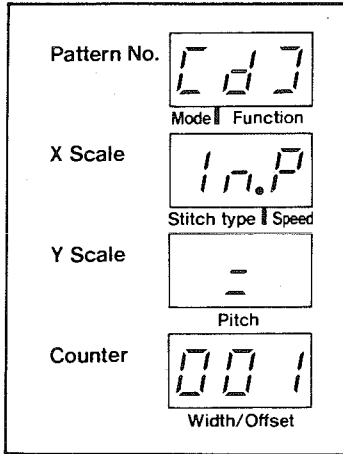 Pattern No. [d]
Mode Function
X Scale In.P
Stitch type Speed
Y Scale =
Pitch
Counter 001
Width/Offset